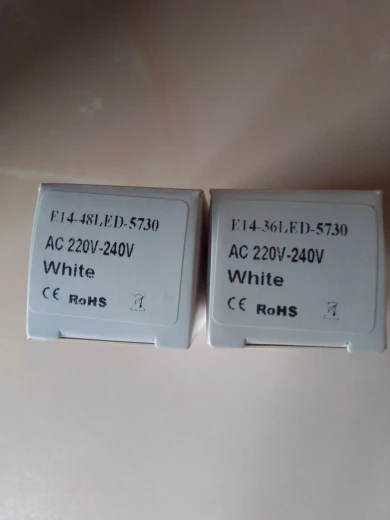 E14-48LED-5730
AC 220V-240V
White
CE RoHS
E14-36LED-5730
AC 220V-240V
White
CE RoHS